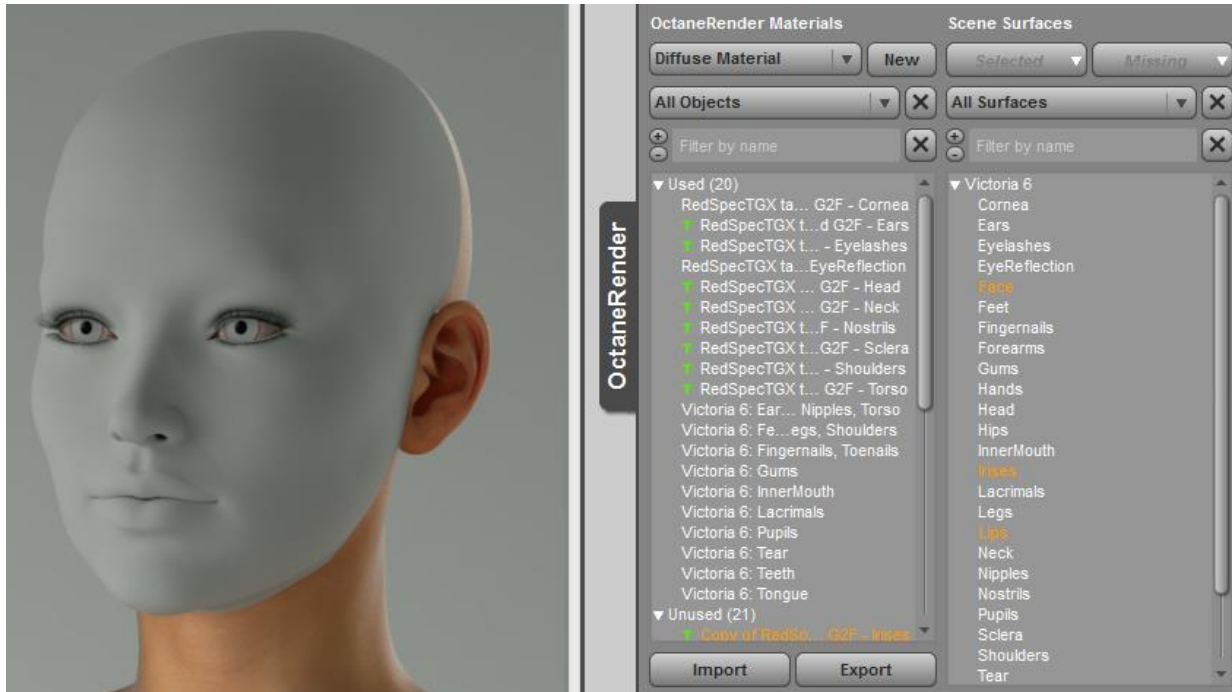 OctaneRender
OctaneRender Materials
Diffuse Material
New
All Objects
Filter by name
Used (20)
RedSpecTGX ta... G2F - Cornea
T RedSpecTGX t...d G2F - Ears
T RedSpecTGX t... - Eyelashes
RedSpecTGX ta...EyeReflection
T RedSpecTGX ... G2F - Head
T RedSpecTGX ... G2F - Neck
T RedSpecTGX t...F - Nostrils
T RedSpecTGX t...G2F - Sclera
T RedSpecTGX t... - Shoulders
T RedSpecTGX t... G2F - Torso
Victoria 6: Ear... Nipples, Torso
Victoria 6: Fe...egs, Shoulders
Victoria 6: Fingernails, Toenails
Victoria 6: Gums
Victoria 6: InnerMouth
Victoria 6: Lacrimals
Victoria 6: Pupils
Victoria 6: Tear
Victoria 6: Teeth
Victoria 6: Tongue
Unused (21)
T Copy of RedSp... G2F - Irises
Import
Export
Scene Surfaces
Selected
Missing
All Surfaces
Filter by name
Victoria 6
Cornea
Ears
Eyelashes
EyeReflection
Face
Feet
Fingernails
Forearms
Gums
Hands
Head
Hips
InnerMouth
Irises
Lacrimals
Legs
Lips
Neck
Nipples
Nostrils
Pupils
Sclera
Shoulders
Tear